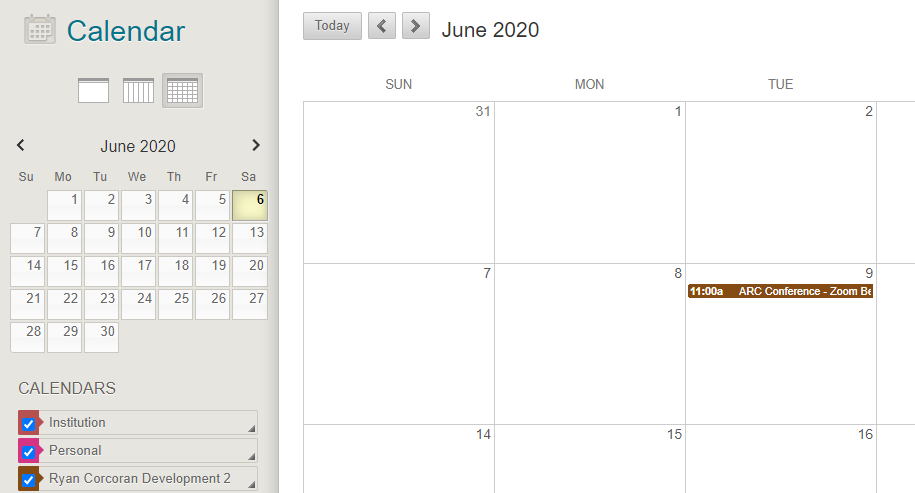 Calendar
June 2020
Su Mo Tu We Th Fr Sa
1 2 3 4 5 6
7 8 9 10 11 12 13
14 15 16 17 18 19 20
21 22 23 24 25 26 27
28 29 30
CALENDARS
Institution
Personal
Ryan Corcoran Development 2
Today
June 2020
SUN MON TUE
31 1 2
7 8 9
11:00a ARC Conference - Zoom Be
14 15 16